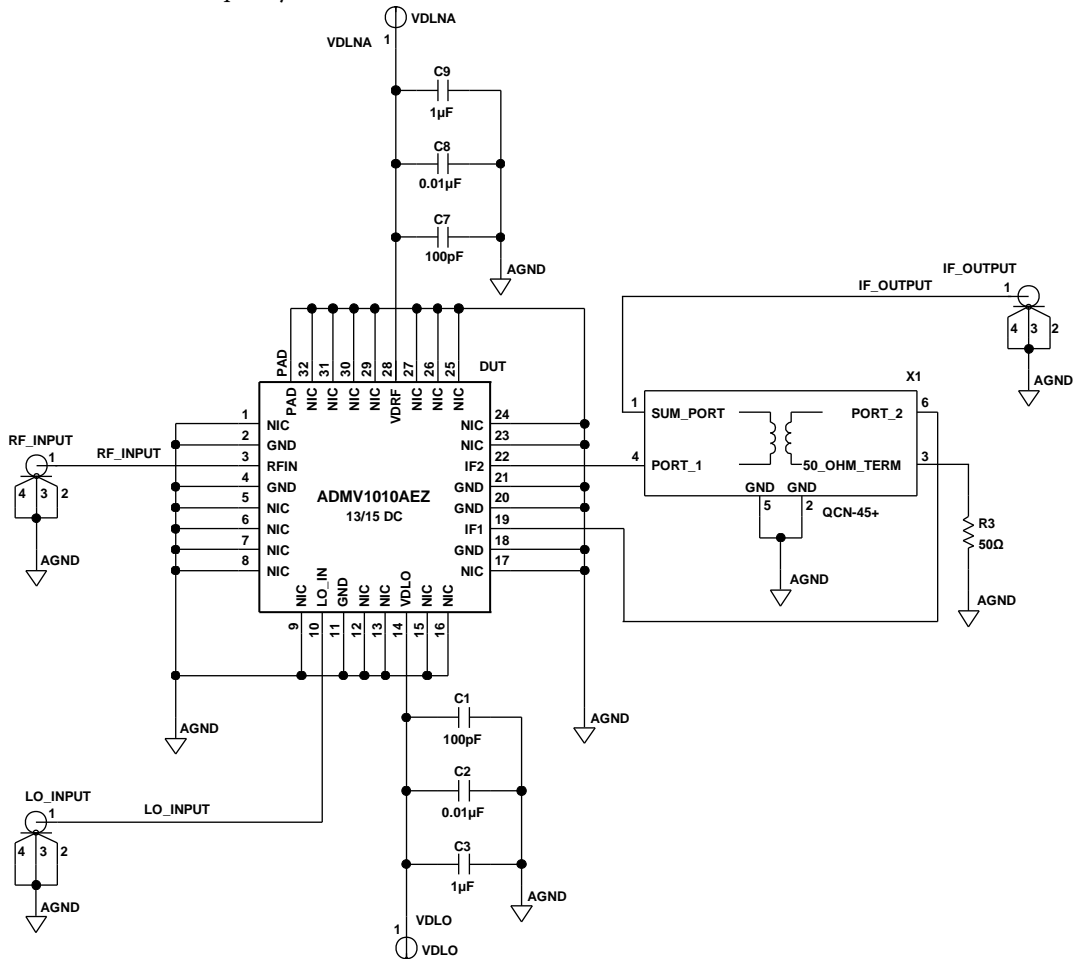 VDLNA
VDLNA 1
C9
1µF
C8
0.01µF
C7
100pF
AGND
IF_OUTPUT
IF_OUTPUT 1
4 3 2
AGND
PAD 32 31 30 29 28 27 26 25
DUT
PAD NIC NIC NIC NIC VDRF NIC NIC NIC
X1
1 NIC
2 GND
RF_INPUT
1 RF_INPUT 3 RFIN
4 3 2
AGND
4 GND
5 NIC
6 NIC
7 NIC
8 NIC
ADMV1010AEZ
13/15 DC
NIC 24
NIC 23
IF2 22
GND 21
GND 20
IF1 19
GND 18
NIC 17
1 SUM_PORT PORT_2 6
4 PORT_1 50_OHM_TERM 3
GND GND
5 2 QCN-45+
AGND
R3
50Ω
AGND
NIC LO_IN GND NIC NIC VDLO NIC NIC
9 10 11 12 13 14 15 16
AGND
AGND
C1
100pF
C2
0.01µF
C3
1µF
AGND
LO_INPUT
1 LO_INPUT
4 3 2
AGND
VDLO
1
VDLO